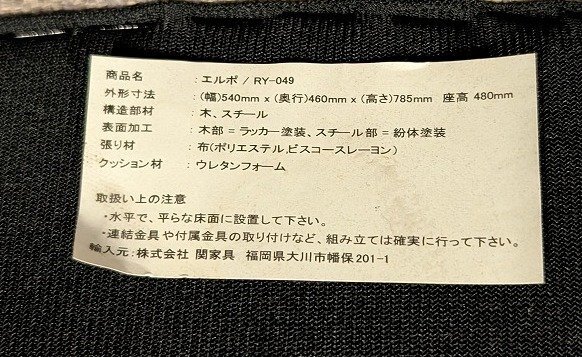 商品名 : エルポ / RY-049
外形寸法 : (幅)540mm x (奥行)460mm x (高さ)785mm 座高 480mm
構造部材 : 木、スチール
表面加工 : 木部 = ラッカー塗装、スチール部 = 紛体塗装
張り材 : 布(ポリエステル,ビスコースレーヨン)
クッション材 : ウレタンフォーム
取扱い上の注意
・水平で、平らな床面に設置して下さい。
・連結金具や付属金具の取り付けなど、組み立ては確実に行って下さい。
輸入元:株式会社 関家具 福岡県大川市幡保201-1